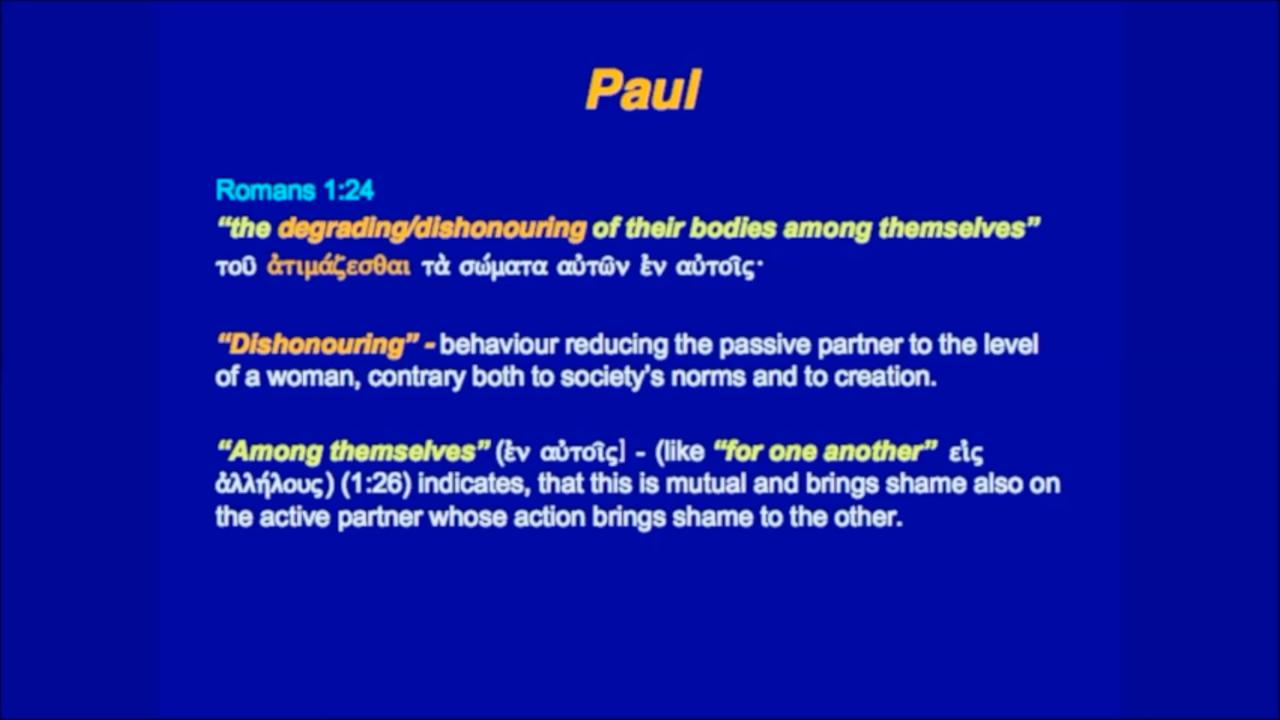 Paul
Romans 1:24
“the degrading/dishonouring of their bodies among themselves”
τοῦ ἀτιμάζεσθαι τὰ σώματα αὐτῶν ἐν αὐτοῖς·
“Dishonouring” - behaviour reducing the passive partner to the level
of a woman, contrary both to society’s norms and to creation.
“Among themselves” (ἐν αὐτοῖς] - (like “for one another” εἰς
ἀλλήλους) (1:26) indicates, that this is mutual and brings shame also on
the active partner whose action brings shame to the other.